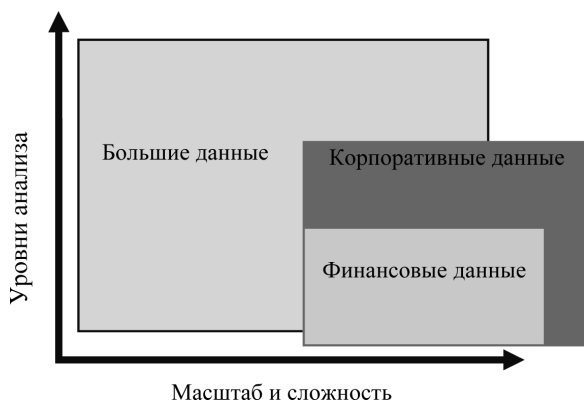 Большие данные
Корпоративные данные
Финансовые данные
Уровни анализа
Масштаб и сложность